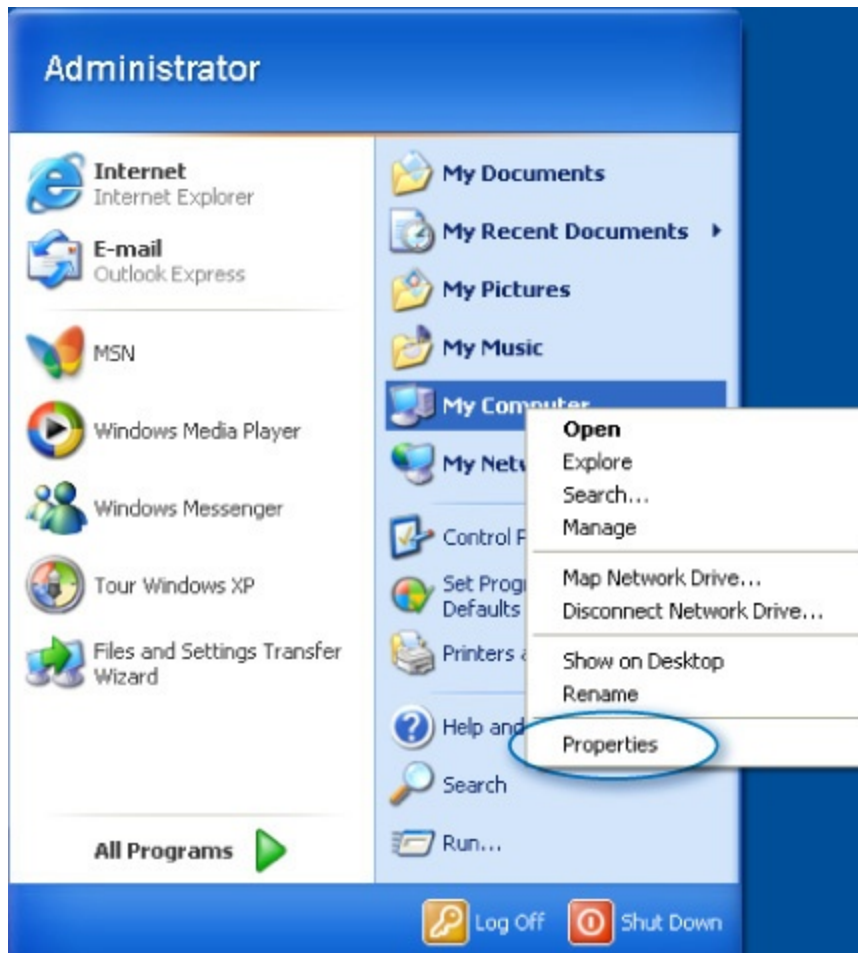 Administrator
Internet
Internet Explorer
E-mail
Outlook Express
MSN
Windows Media Player
Windows Messenger
Tour Windows XP
Files and Settings Transfer
Wizard
All Programs
My Documents
My Recent Documents
My Pictures
My Music
My Computer
My
Control
Set
Defaults
Printers
Help and
Search
Run...
Open
Explore
Search...
Manage
Map Network Drive...
Disconnect Network Drive...
Show on Desktop
Rename
Properties
Log Off
Shut Down